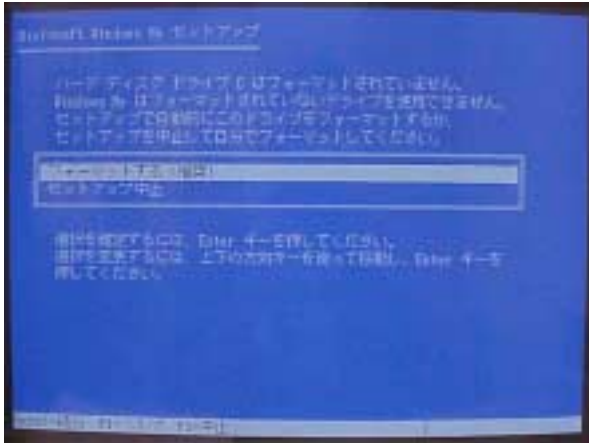 Microsoft Windows Me セットアップ
ハード ディスク ドライブ C はフォーマットされていません。
Windows Me はフォーマットされていないドライブを使用できません。
セットアップで自動的にこのドライブをフォーマットするか、
セットアップを中止して自分でフォーマットしてください。
フォーマットする (推奨)
セットアップ中止
選択を確定するには、Enter キーを押してください。
選択を変更するには、上下の方向キーを使って移動し、Enter キーを
押してください。